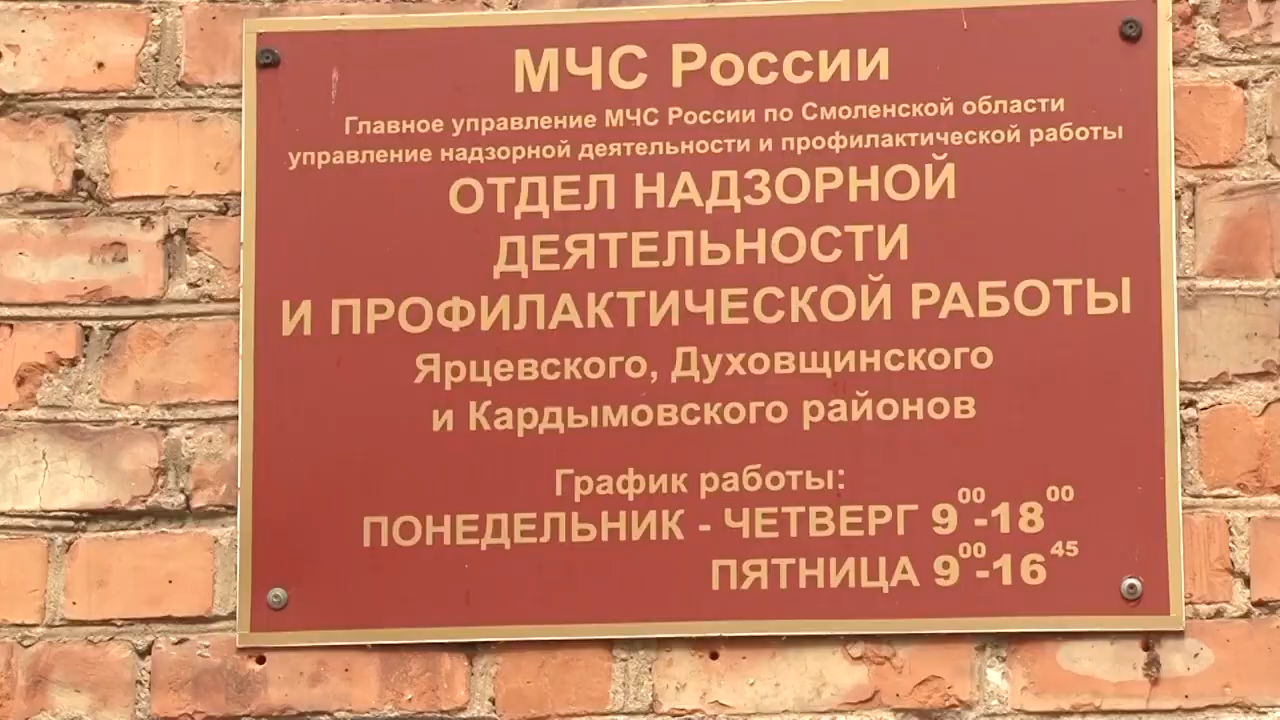 МЧС России
Главное управление МЧС России по Смоленской области
управление надзорной деятельности и профилактической работы
ОТДЕЛ НАДЗОРНОЙ
ДЕЯТЕЛЬНОСТИ
И ПРОФИЛАКТИЧЕСКОЙ РАБОТЫ
Ярцевского, Духовщинского
и Кардымовского районов
График работы:
ПОНЕДЕЛЬНИК - ЧЕТВЕРГ 9⁰⁰-18⁰⁰
ПЯТНИЦА 9⁰⁰-16⁴⁵